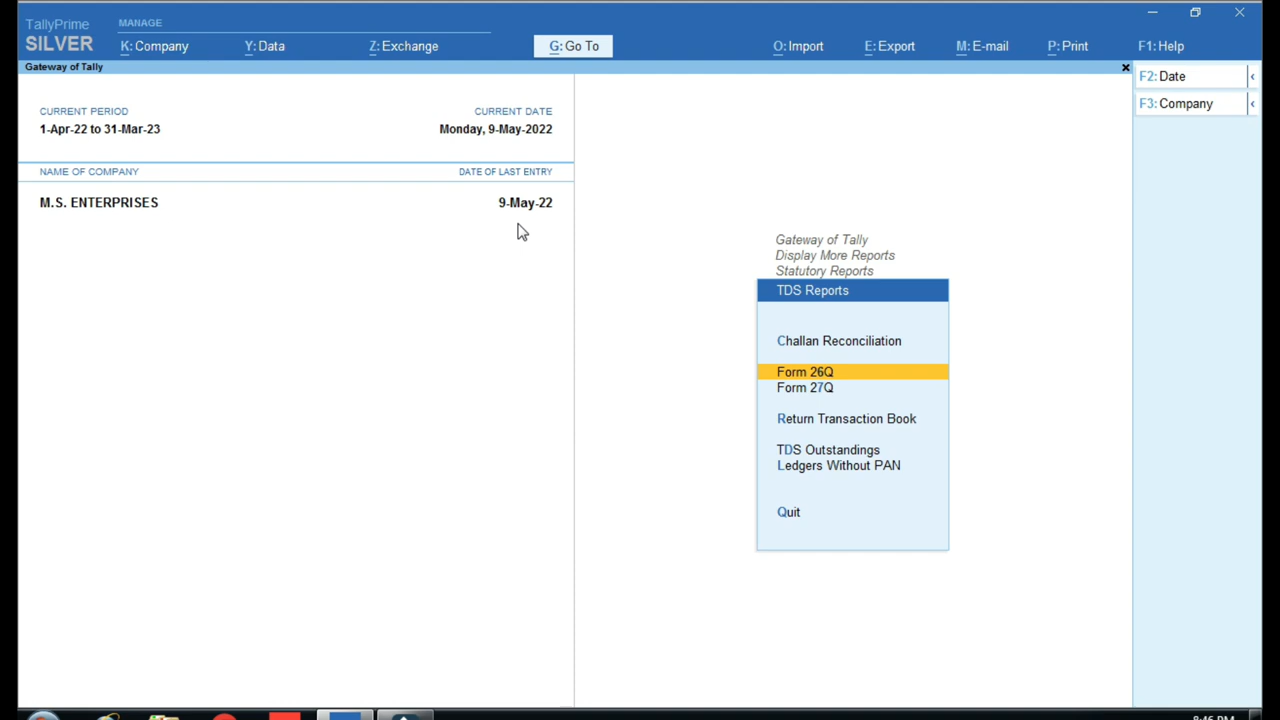 TallyPrime
SILVER
MANAGE
K: Company
Y: Data
Z: Exchange
G: Go To
O: Import
E: Export
M: E-mail
P: Print
F1: Help
Gateway of Tally
F2: Date
F3: Company
CURRENT PERIOD
CURRENT DATE
1-Apr-22 to 31-Mar-23
Monday, 9-May-2022
NAME OF COMPANY
DATE OF LAST ENTRY
M.S. ENTERPRISES
9-May-22
Gateway of Tally
Display More Reports
Statutory Reports
TDS Reports
Challan Reconciliation
Form 26Q
Form 27Q
Return Transaction Book
TDS Outstandings
Ledgers Without PAN
Quit
8:46 PM